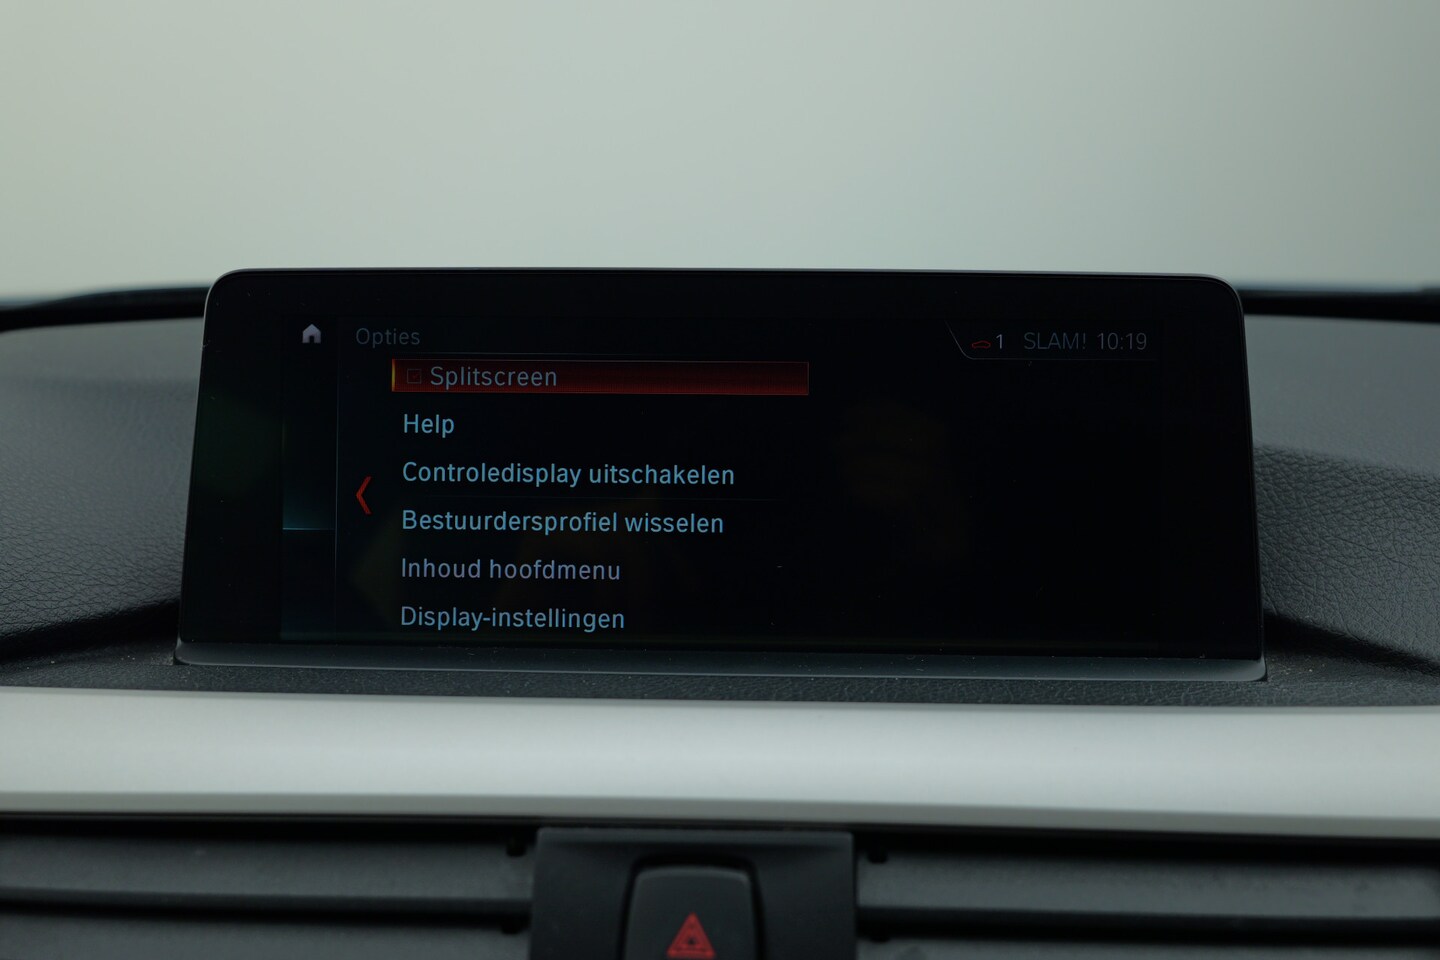 Opties
1 SLAM! 10:19
Splitscreen
Help
Controledisplay uitschakelen
Bestuurdersprofiel wisselen
Inhoud hoofdmenu
Display-instellingen